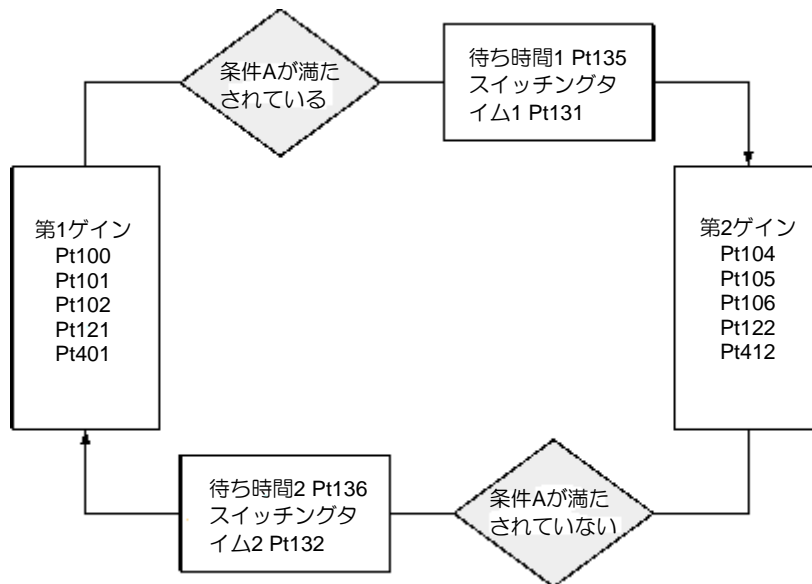 条件Aが満た
されている
待ち時間1 Pt135
スイッチングタ
イム1 Pt131
第1ゲイン
Pt100
Pt101
Pt102
Pt121
Pt401
第2ゲイン
Pt104
Pt105
Pt106
Pt122
Pt412
待ち時間2 Pt136
スイッチングタ
イム2 Pt132
条件Aが満た
されていない